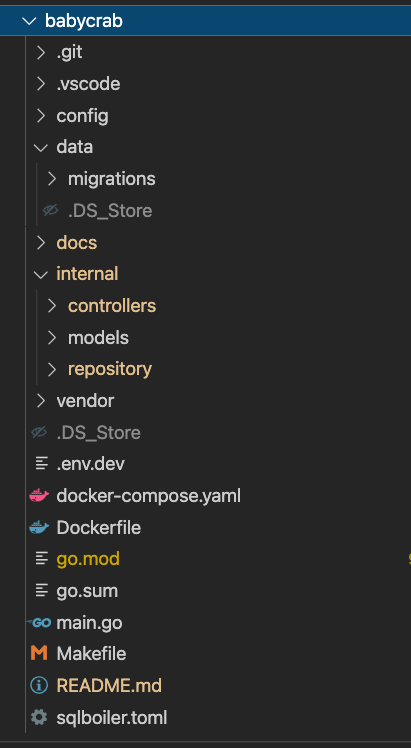 babycrab
.git
.vscode
config
data
migrations
.DS_Store
docs
internal
controllers
models
repository
vendor
.DS_Store
.env.dev
docker-compose.yaml
Dockerfile
go.mod
go.sum
GO main.go
M Makefile
README.md
sqlboiler.toml